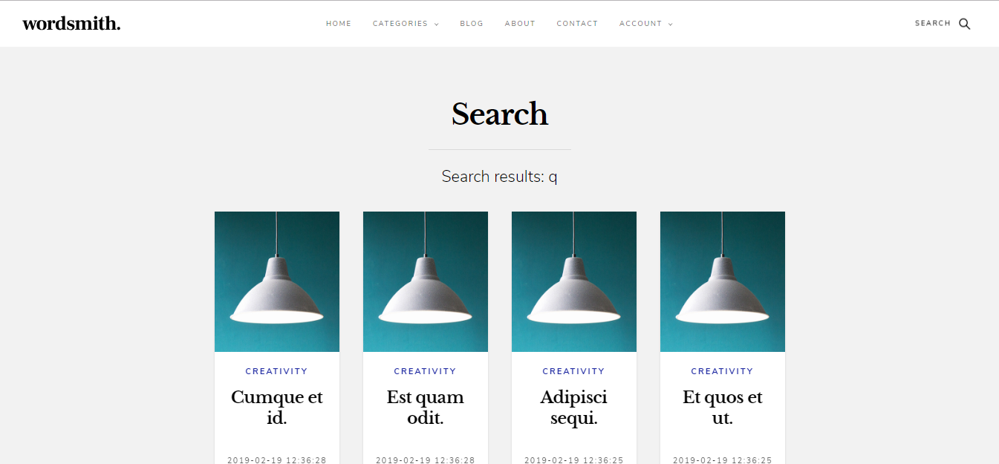 wordsmith.
HOME CATEGORIES BLOG ABOUT CONTACT ACCOUNT
SEARCH
Search
Search results: q
CREATIVITY
Cumque et
id.
2019-02-19 12:36:28
CREATIVITY
Est quam
odit.
2019-02-19 12:36:28
CREATIVITY
Adipisci
sequi.
2019-02-19 12:36:25
CREATIVITY
Et quos et
ut.
2019-02-19 12:36:25